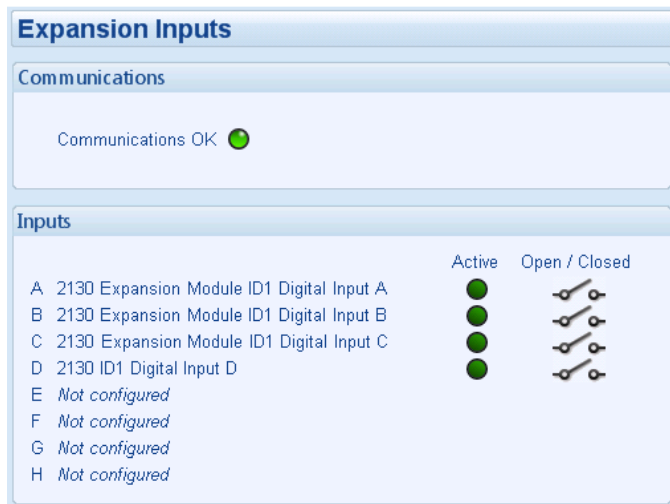 Expansion Inputs
Communications
Communications OK
Inputs
Active Open / Closed
A 2130 Expansion Module ID1 Digital Input A
B 2130 Expansion Module ID1 Digital Input B
C 2130 Expansion Module ID1 Digital Input C
D 2130 ID1 Digital Input D
E Not configured
F Not configured
G Not configured
H Not configured